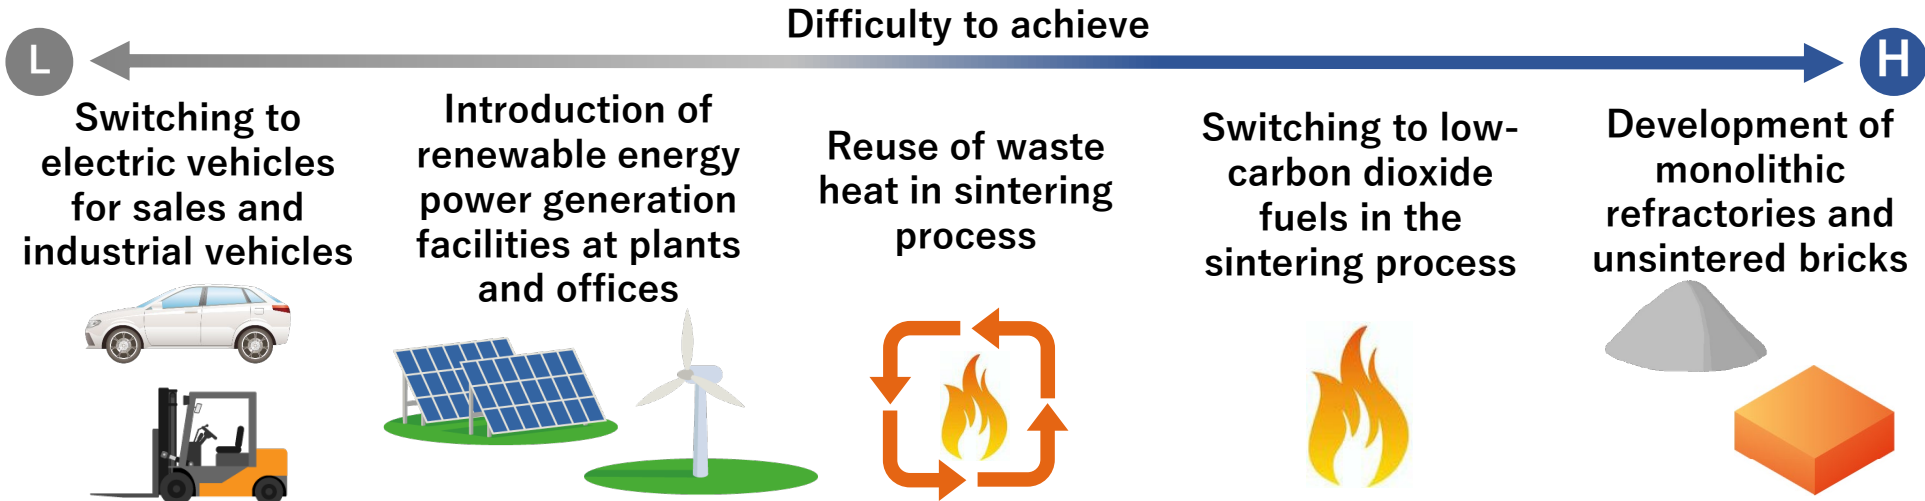 Difficulty to achieve
L
H
Switching to
electric vehicles
for sales and
industrial vehicles
Introduction of
renewable energy
power generation
facilities at plants
and offices
Reuse of waste
heat in sintering
process
Switching to low-
carbon dioxide
fuels in the
sintering process
Development of
monolithic
refractories and
unsintered bricks